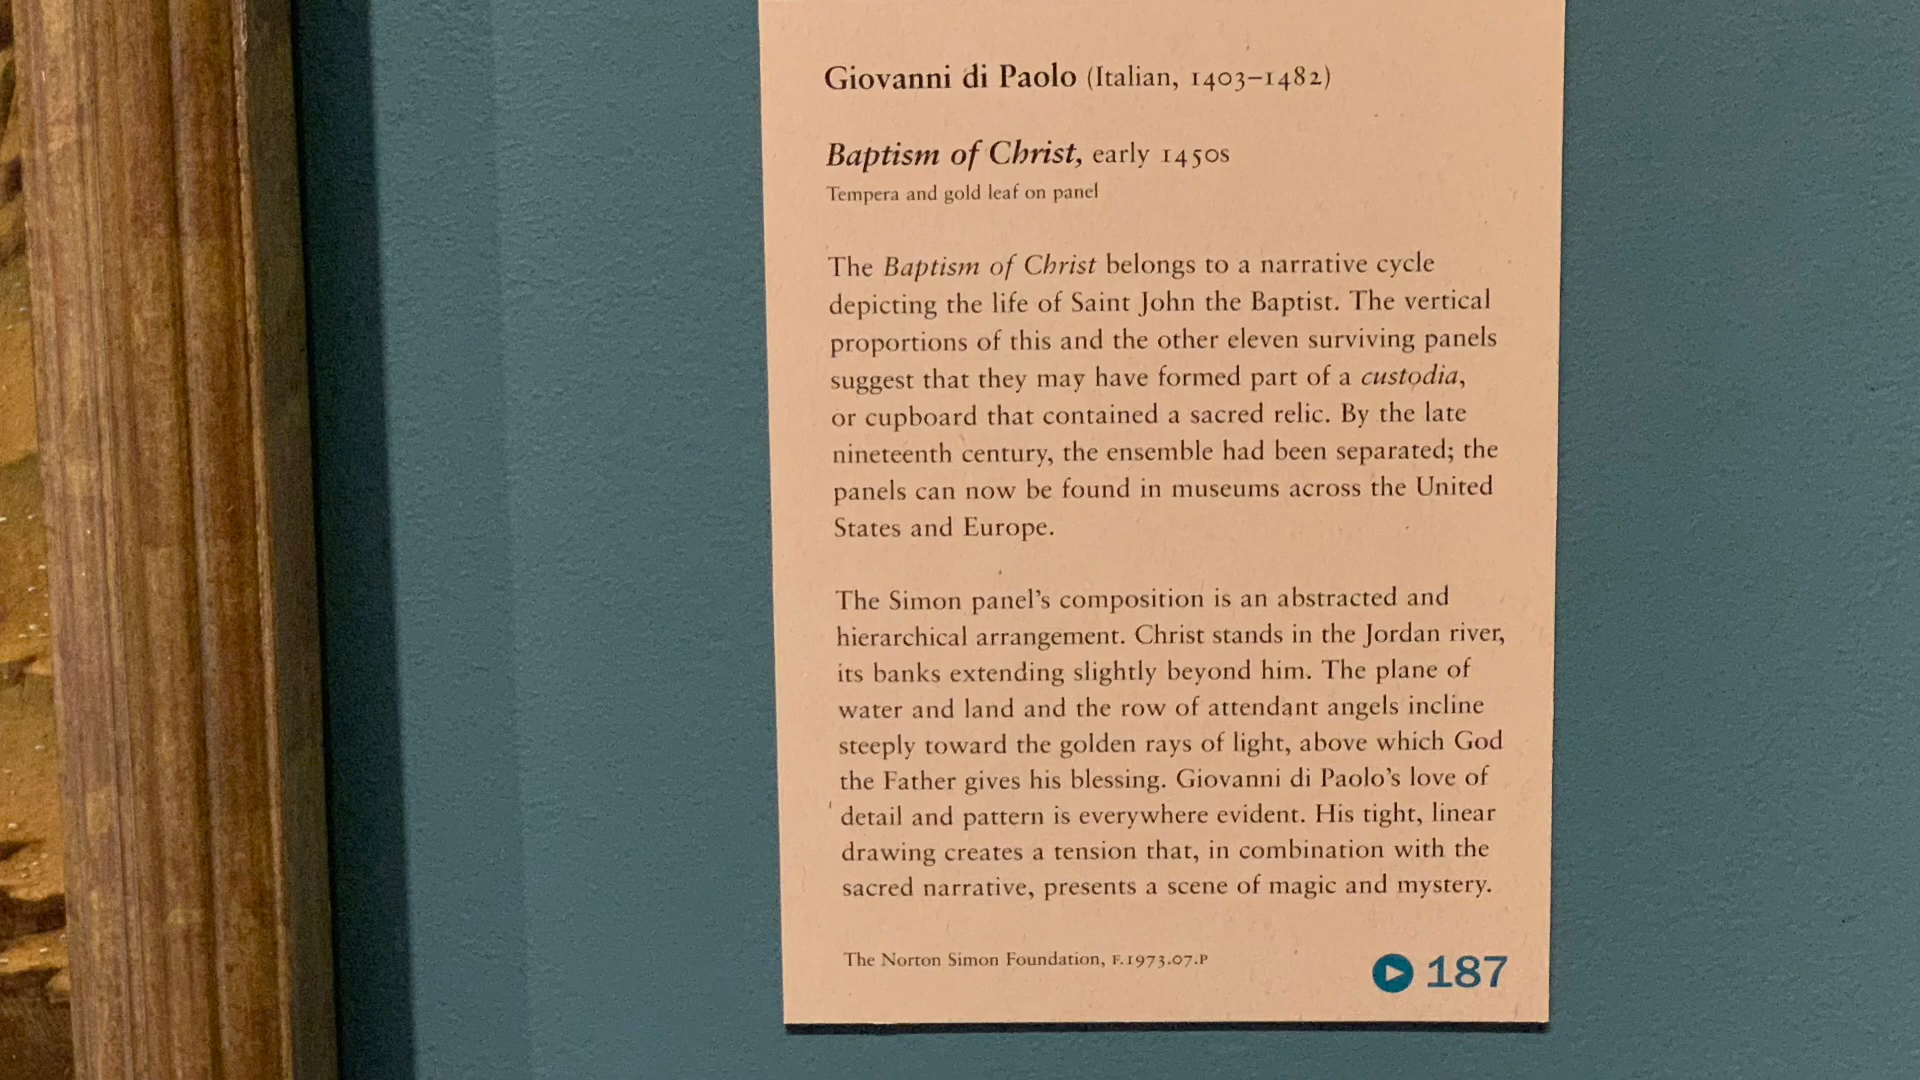 Giovanni di Paolo (Italian, 1403–1482)
Baptism of Christ, early 1450s
Tempera and gold leaf on panel
The Baptism of Christ belongs to a narrative cycle
depicting the life of Saint John the Baptist. The vertical
proportions of this and the other eleven surviving panels
suggest that they may have formed part of a custodia,
or cupboard that contained a sacred relic. By the late
nineteenth century, the ensemble had been separated; the
panels can now be found in museums across the United
States and Europe.
The Simon panel’s composition is an abstracted and
hierarchical arrangement. Christ stands in the Jordan river,
its banks extending slightly beyond him. The plane of
water and land and the row of attendant angels incline
steeply toward the golden rays of light, above which God
the Father gives his blessing. Giovanni di Paolo’s love of
detail and pattern is everywhere evident. His tight, linear
drawing creates a tension that, in combination with the
sacred narrative, presents a scene of magic and mystery.
The Norton Simon Foundation, F.1973.07.P
187